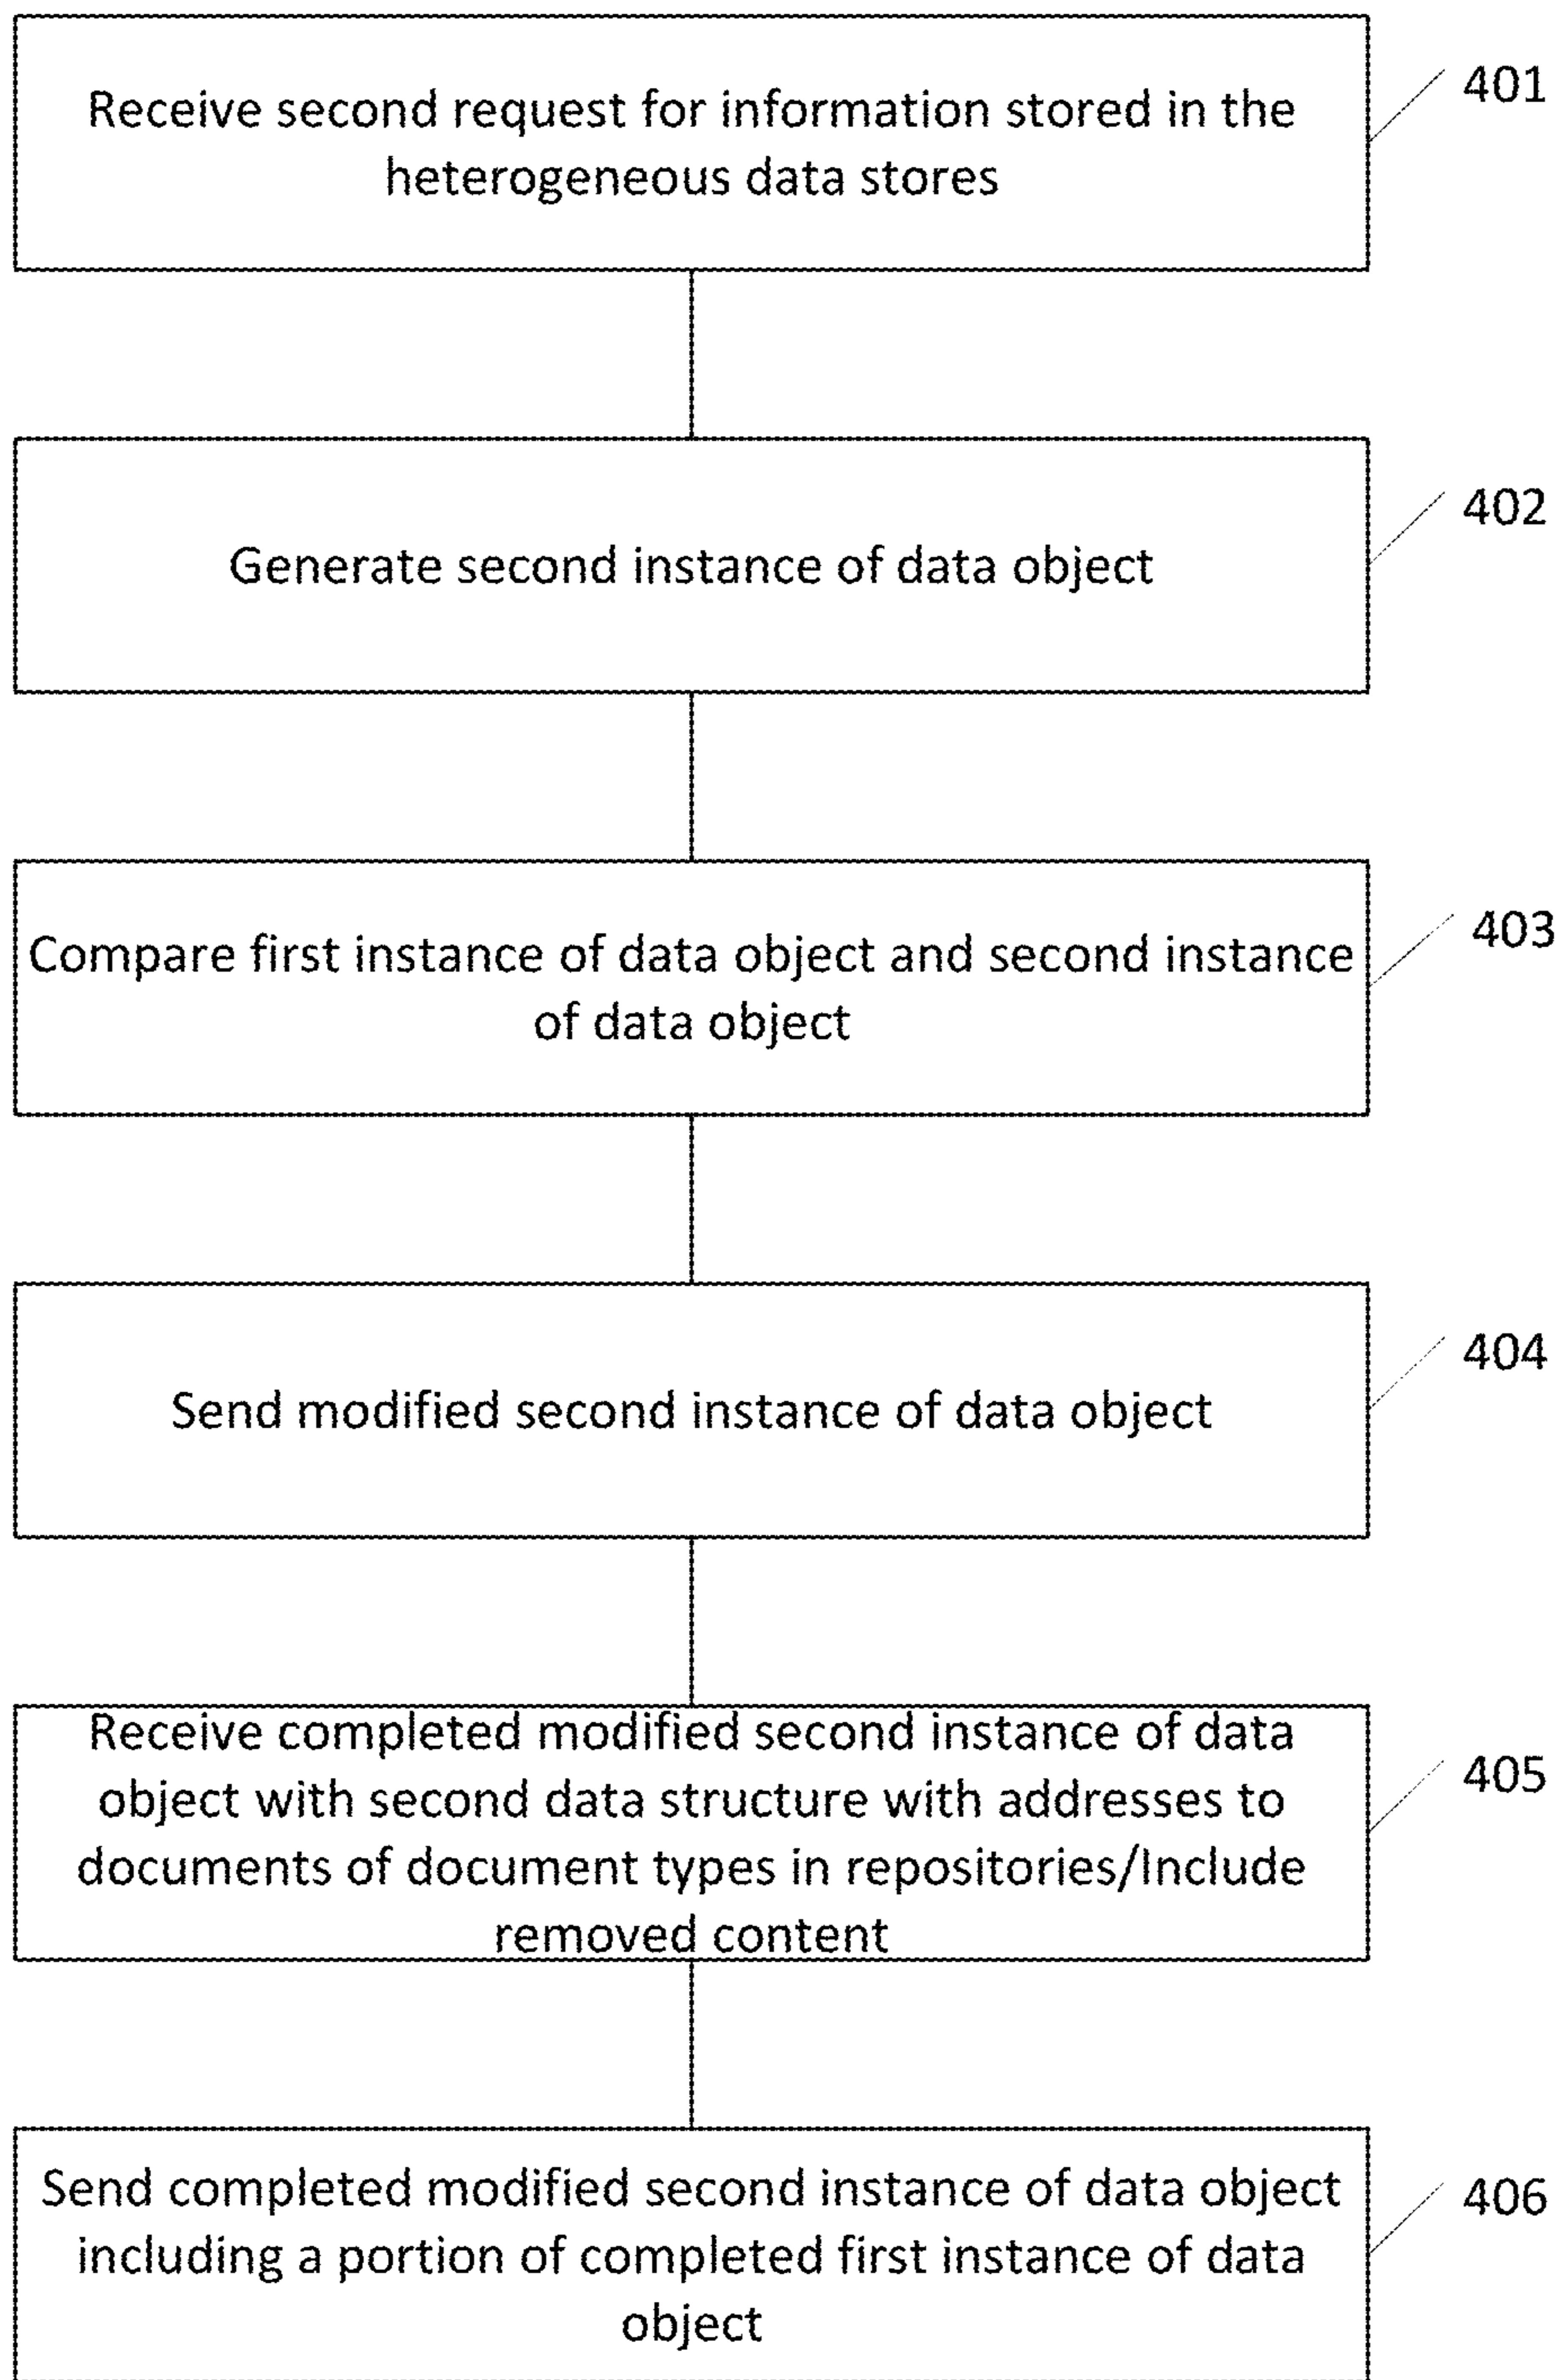 Receive second request for information stored in the
heterogeneous data stores
401
Generate second instance of data object
402
Compare first instance of data object and second instance
of data object
403
Send modified second instance of data object
404
Receive completed modified second instance of data
object with second data structure with addresses to
documents of document types in repositories/Include
removed content
405
Send completed modified second instance of data object
including a portion of completed first instance of data
object
406